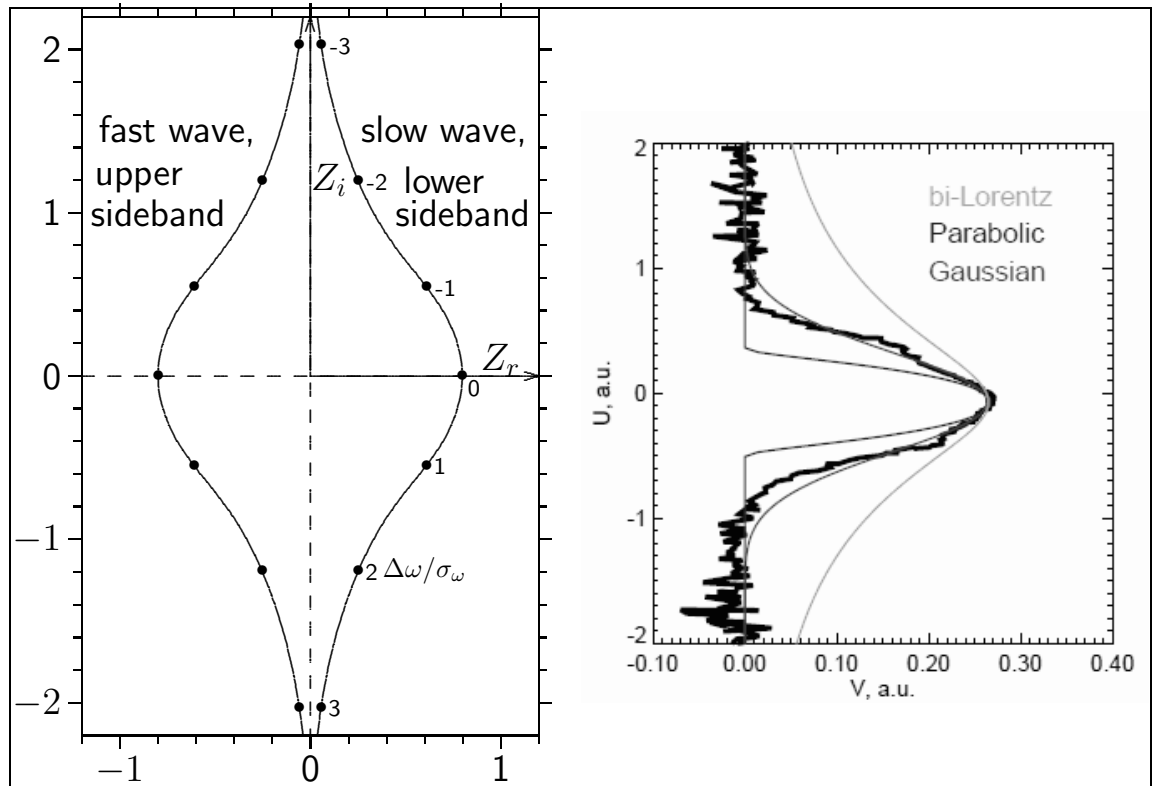 2
1
0
−1
−2
−1
0
1
fast wave,
upper
sideband
slow wave,
lower
sideband
Z_i
Z_r
-3
-2
-1
0
1
2 Δω/σ_ω
3
2
1
0
-1
-2
U, a.u.
bi-Lorentz
Parabolic
Gaussian
-0.10 0.00 0.10 0.20 0.30 0.40
V, a.u.